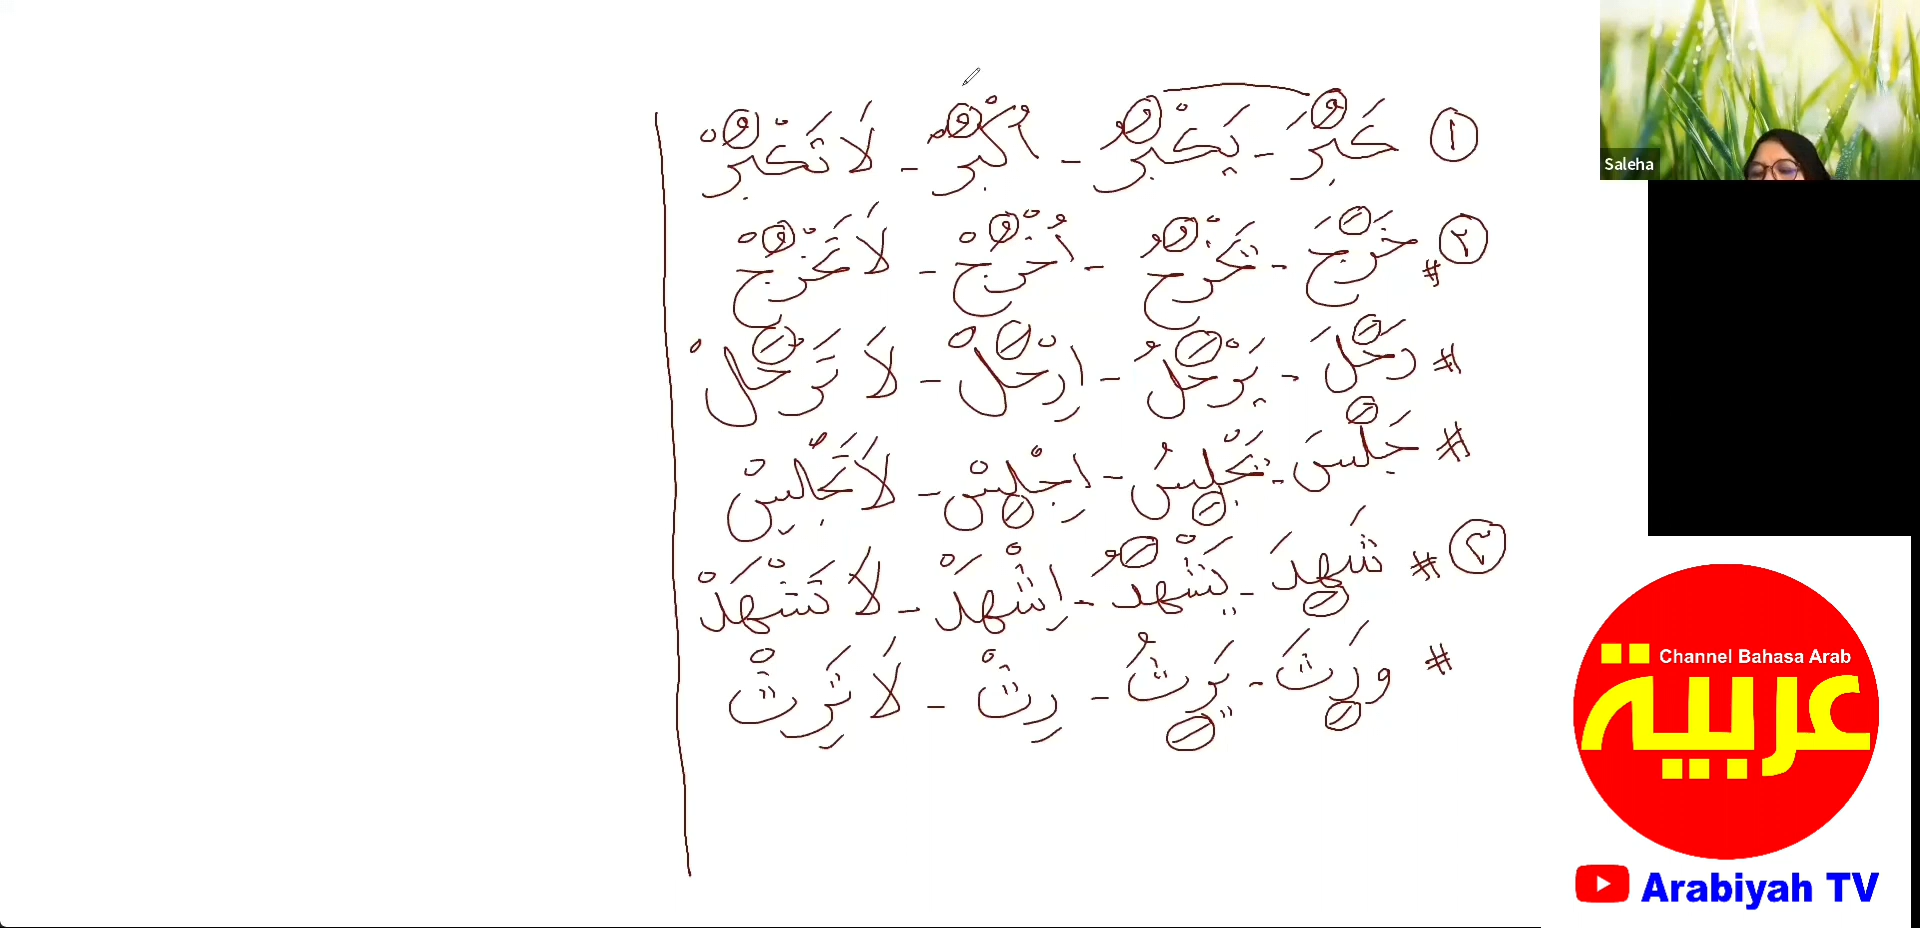 ١ كَبُرَ - يَكْبُرُ - اُكْبُرْ - لَا تَكْبُرْ
٢ # خَرَجَ - يَخْرُجُ - اُخْرُجْ - لَا تَخْرُجْ
# رَحَلَ - يَرْحَلُ - اِرْحَلْ - لَا تَرْحَلْ
# جَلَسَ - يَجْلِسُ - اِجْلِسْ - لَا تَجْلِسْ
٣ # شَهِدَ - يَشْهَدُ - اِشْهَدْ - لَا تَشْهَدْ
# وَرِثَ - يَرِثُ - رِثْ - لَا تَرِثْ
Saleha
Channel Bahasa Arab
عربية
Arabiyah TV